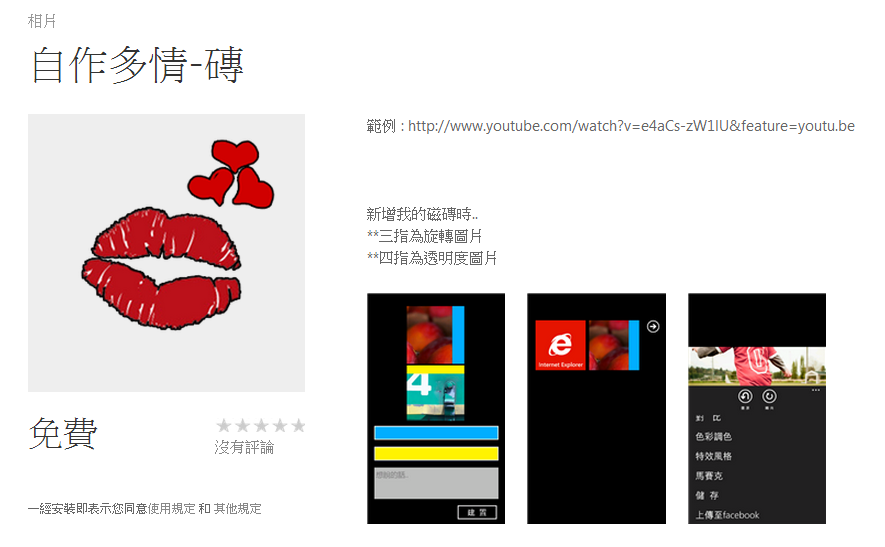 相片
自作多情-磚
範例 : http://www.youtube.com/watch?v=e4aCs-zW1IU&feature=youtu.be
新增我的磁磚時..
**三指為旋轉圖片
**四指為透明度圖片
免費
沒有評論
一經安裝即表示您同意使用規定 和 其他規定
4
建 置
Internet Explorer
對 比
色彩調色
特效風格
馬賽克
儲 存
上傳至facebook